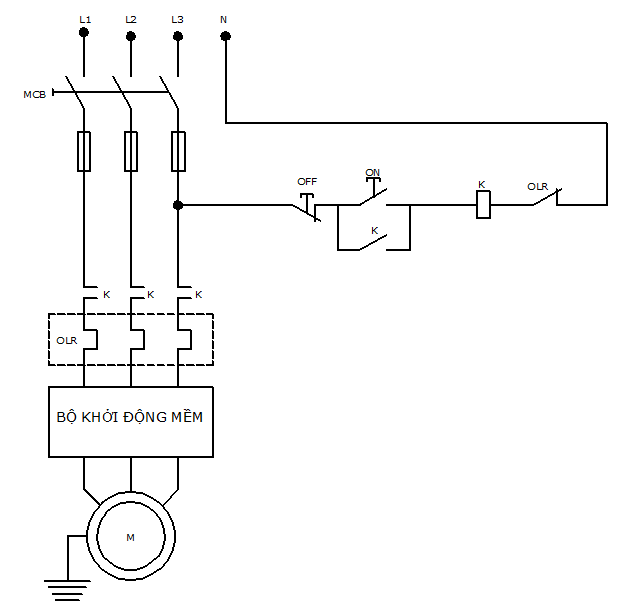 L1 L2 L3 N
MCB
OFF ON K OLR
K
K K K
OLR
BỘ KHỞI ĐỘNG MỀM
M